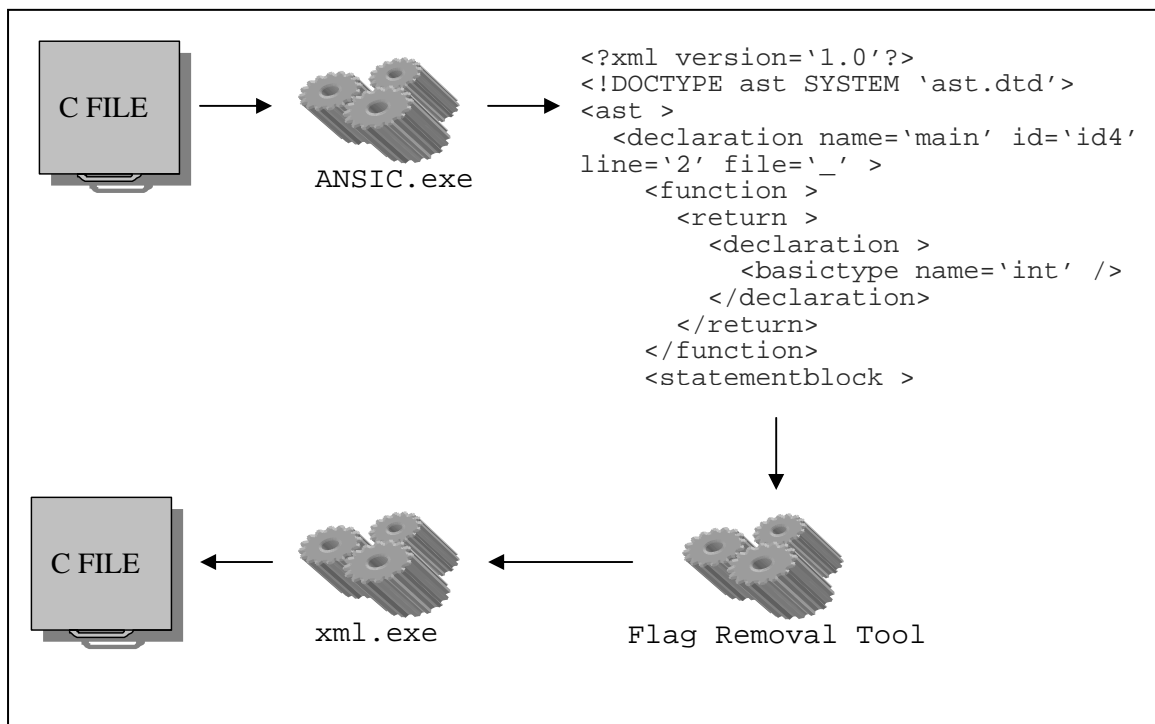 C FILE
ANSIC.exe
<?xml version=‘1.0’?>
<!DOCTYPE ast SYSTEM ‘ast.dtd’>
<ast >
  <declaration name=‘main’ id=‘id4’
line=‘2’ file=‘_’ >
    <function >
      <return >
        <declaration >
          <basictype name=‘int’ />
        </declaration>
      </return>
    </function>
    <statementblock >
Flag Removal Tool
xml.exe
C FILE